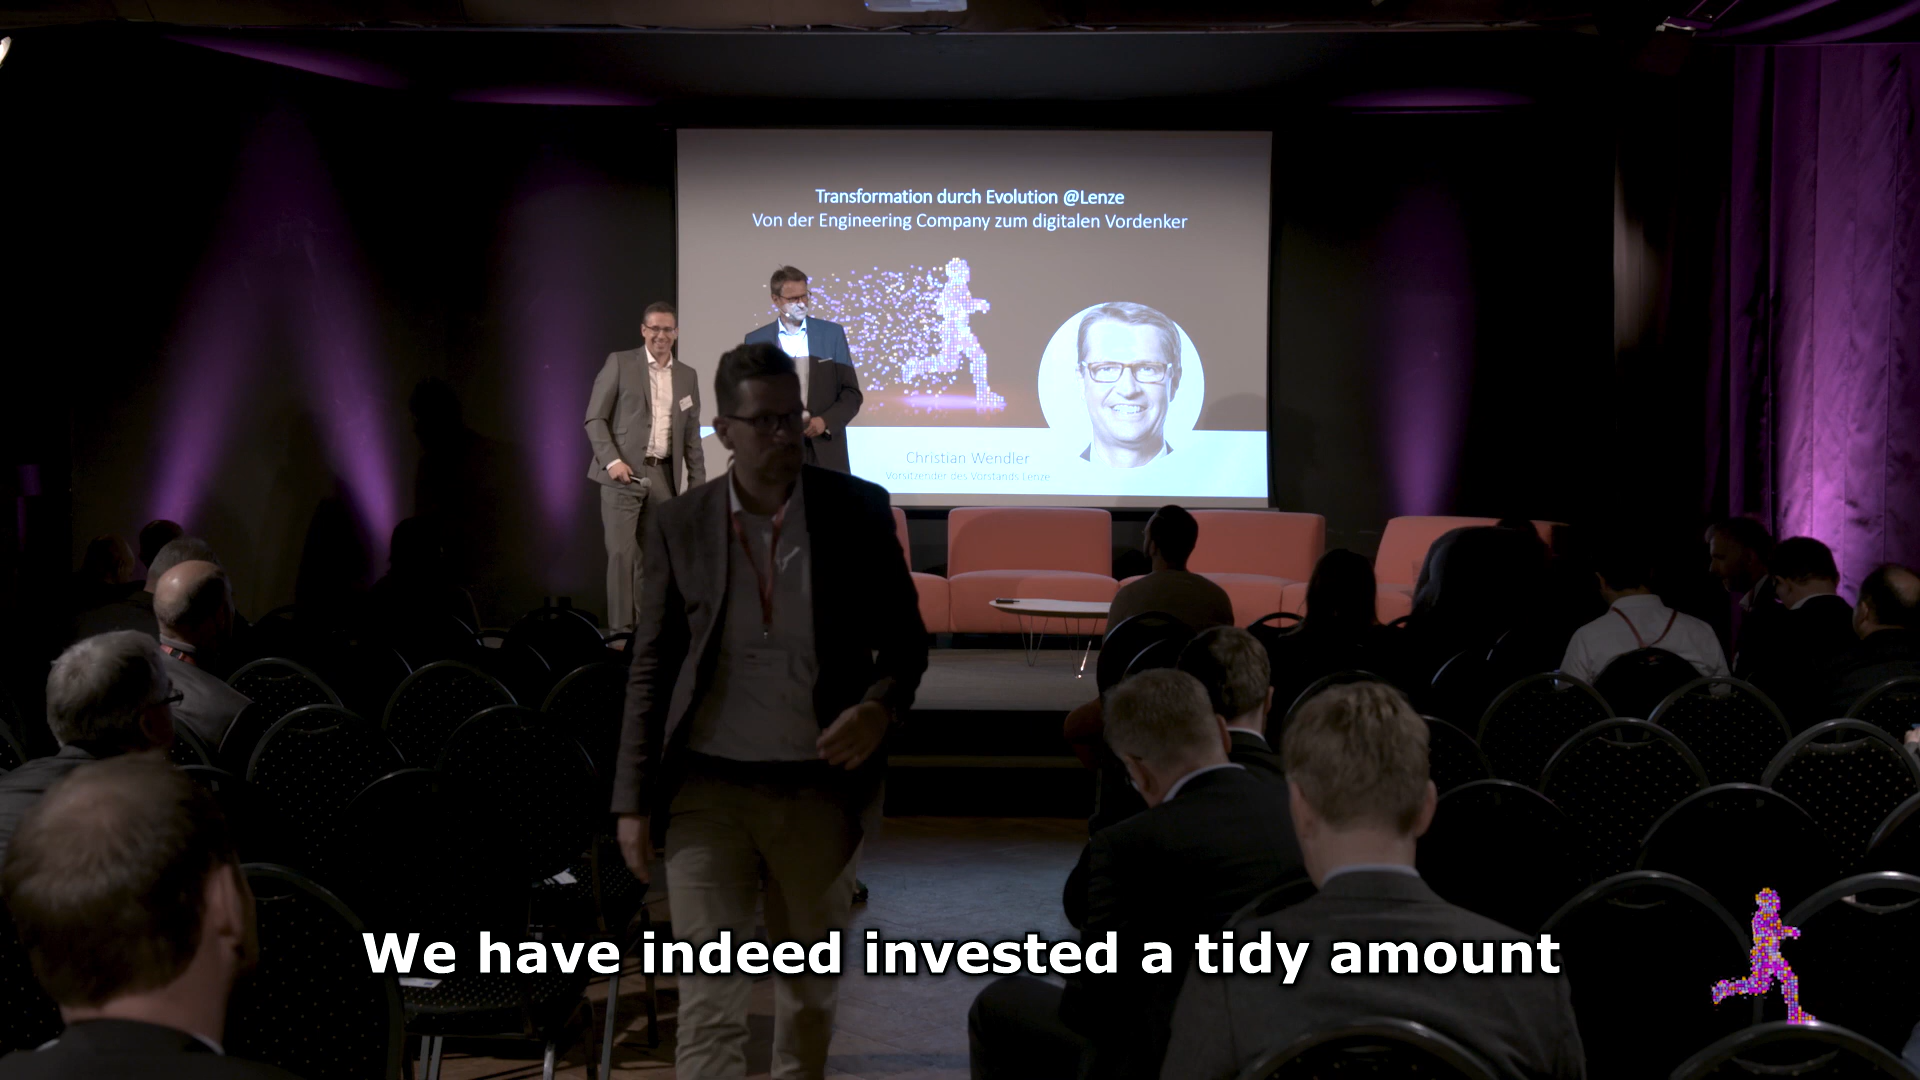 Transformation durch Evolution @Lenze
Von der Engineering Company zum digitalen Vordenker
Christian Wendler
Vorsitzender des Vorstands Lenze
We have indeed invested a tidy amount